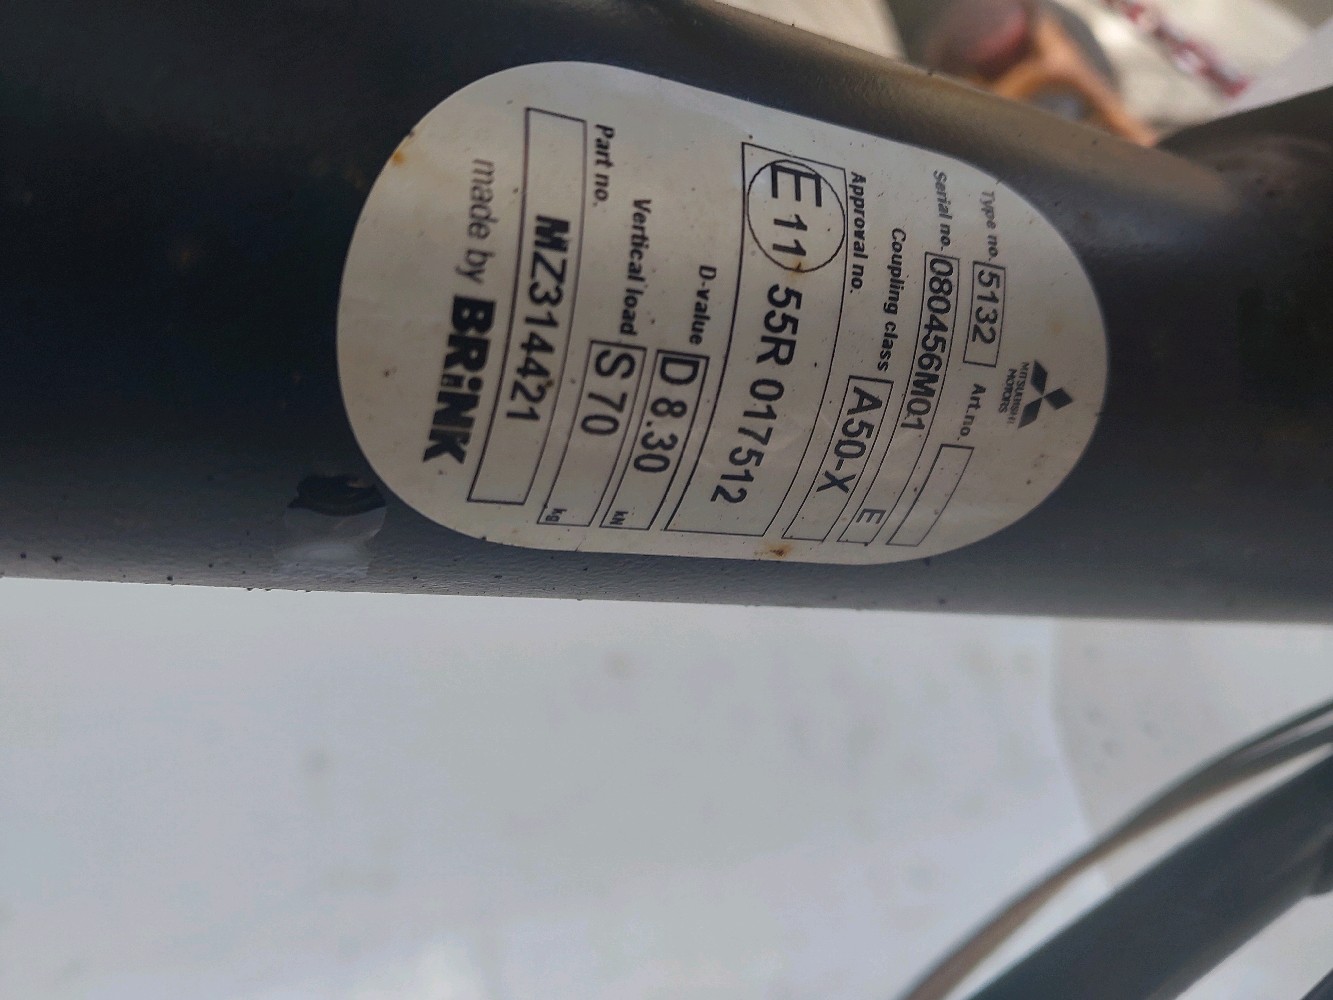 MITSUBISHI
MOTORS
Type no. 5132 Art.no.
Serial no. 080456M01 E
Coupling class A50-X
Approval no.
E11 55R 017512
D-value D 8.30 kN
Vertical load S 70 kg
Part no.
MZ314421
made by BRiNK